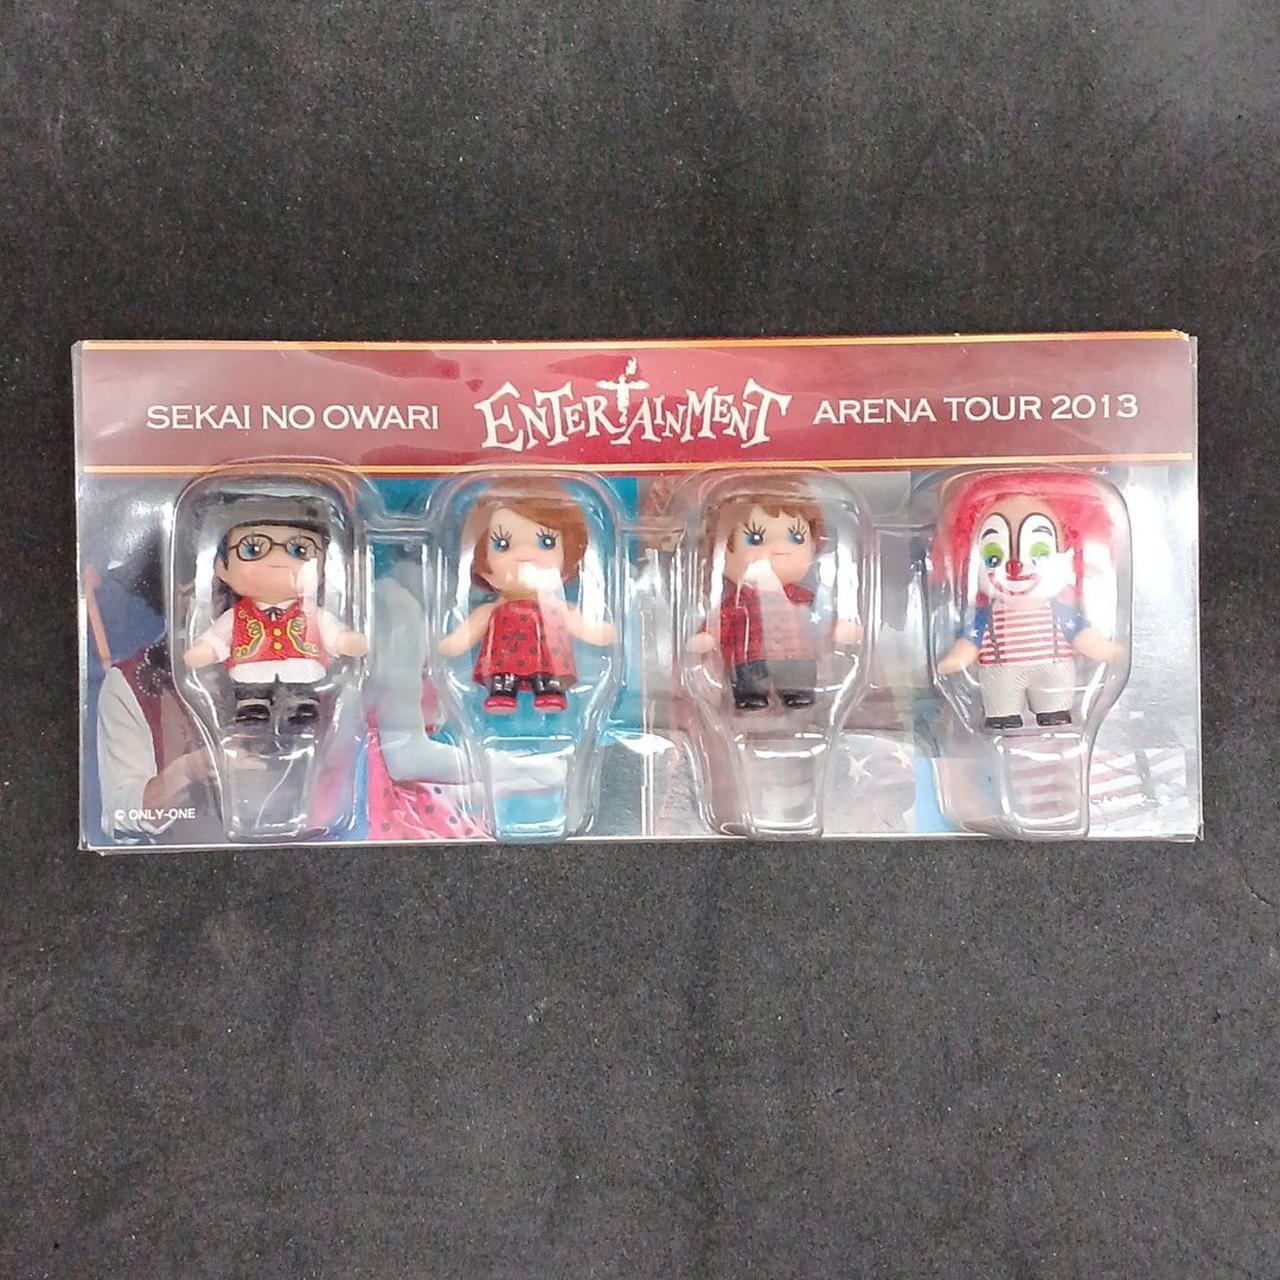 SEKAI NO OWARI ENTERTAINMENT ARENA TOUR 2013
© ONLY-ONE